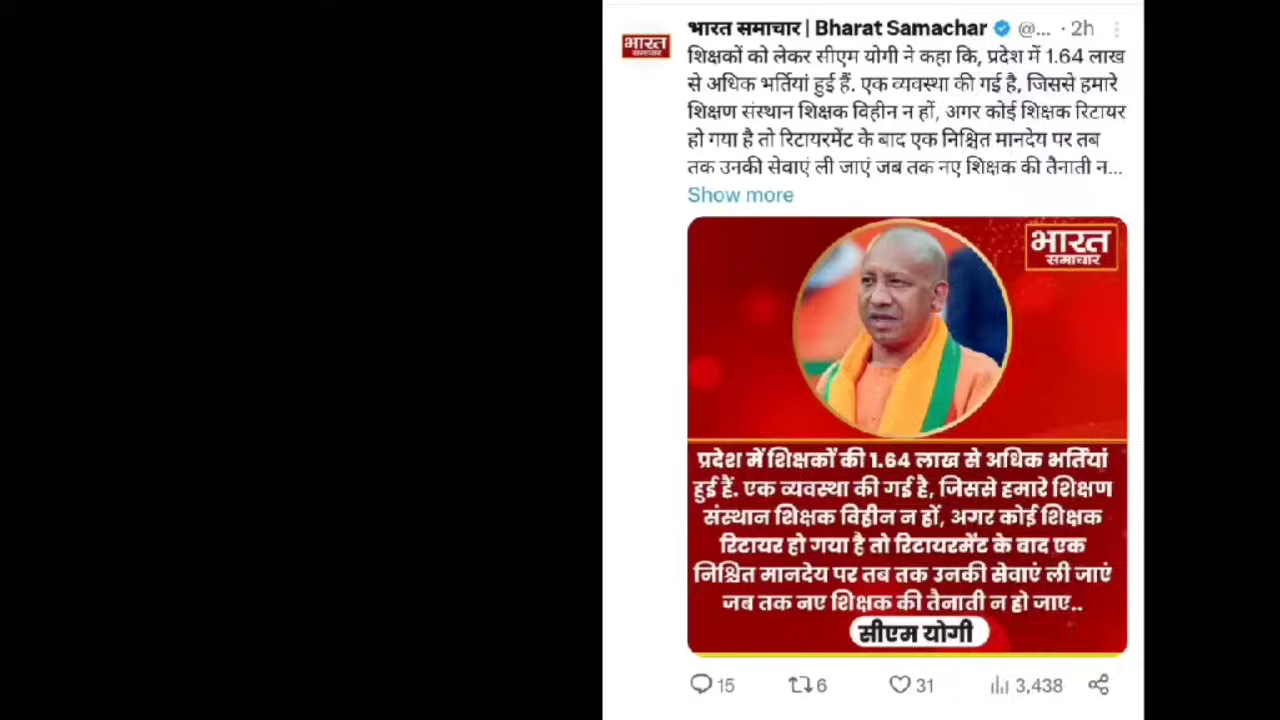 भारत समाचार | Bharat Samachar @... · 2h
भारत
समाचार
शिक्षकों को लेकर सीएम योगी ने कहा कि, प्रदेश में 1.64 लाख
से अधिक भर्तियां हुई हैं. एक व्यवस्था की गई है, जिससे हमारे
शिक्षण संस्थान शिक्षक विहीन न हों, अगर कोई शिक्षक रिटायर
हो गया है तो रिटायरमेंट के बाद एक निश्चित मानदेय पर तब
तक उनकी सेवाएं ली जाएं जब तक नए शिक्षक की तैनाती न...
Show more
भारत
समाचार
प्रदेश में शिक्षकों की 1.64 लाख से अधिक भर्तियां
हुई हैं. एक व्यवस्था की गई है, जिससे हमारे शिक्षण
संस्थान शिक्षक विहीन न हों, अगर कोई शिक्षक
रिटायर हो गया है तो रिटायरमेंट के बाद एक
निश्चित मानदेय पर तब तक उनकी सेवाएं ली जाएं
जब तक नए शिक्षक की तैनाती न हो जाए..
सीएम योगी
15 6 31 3,438